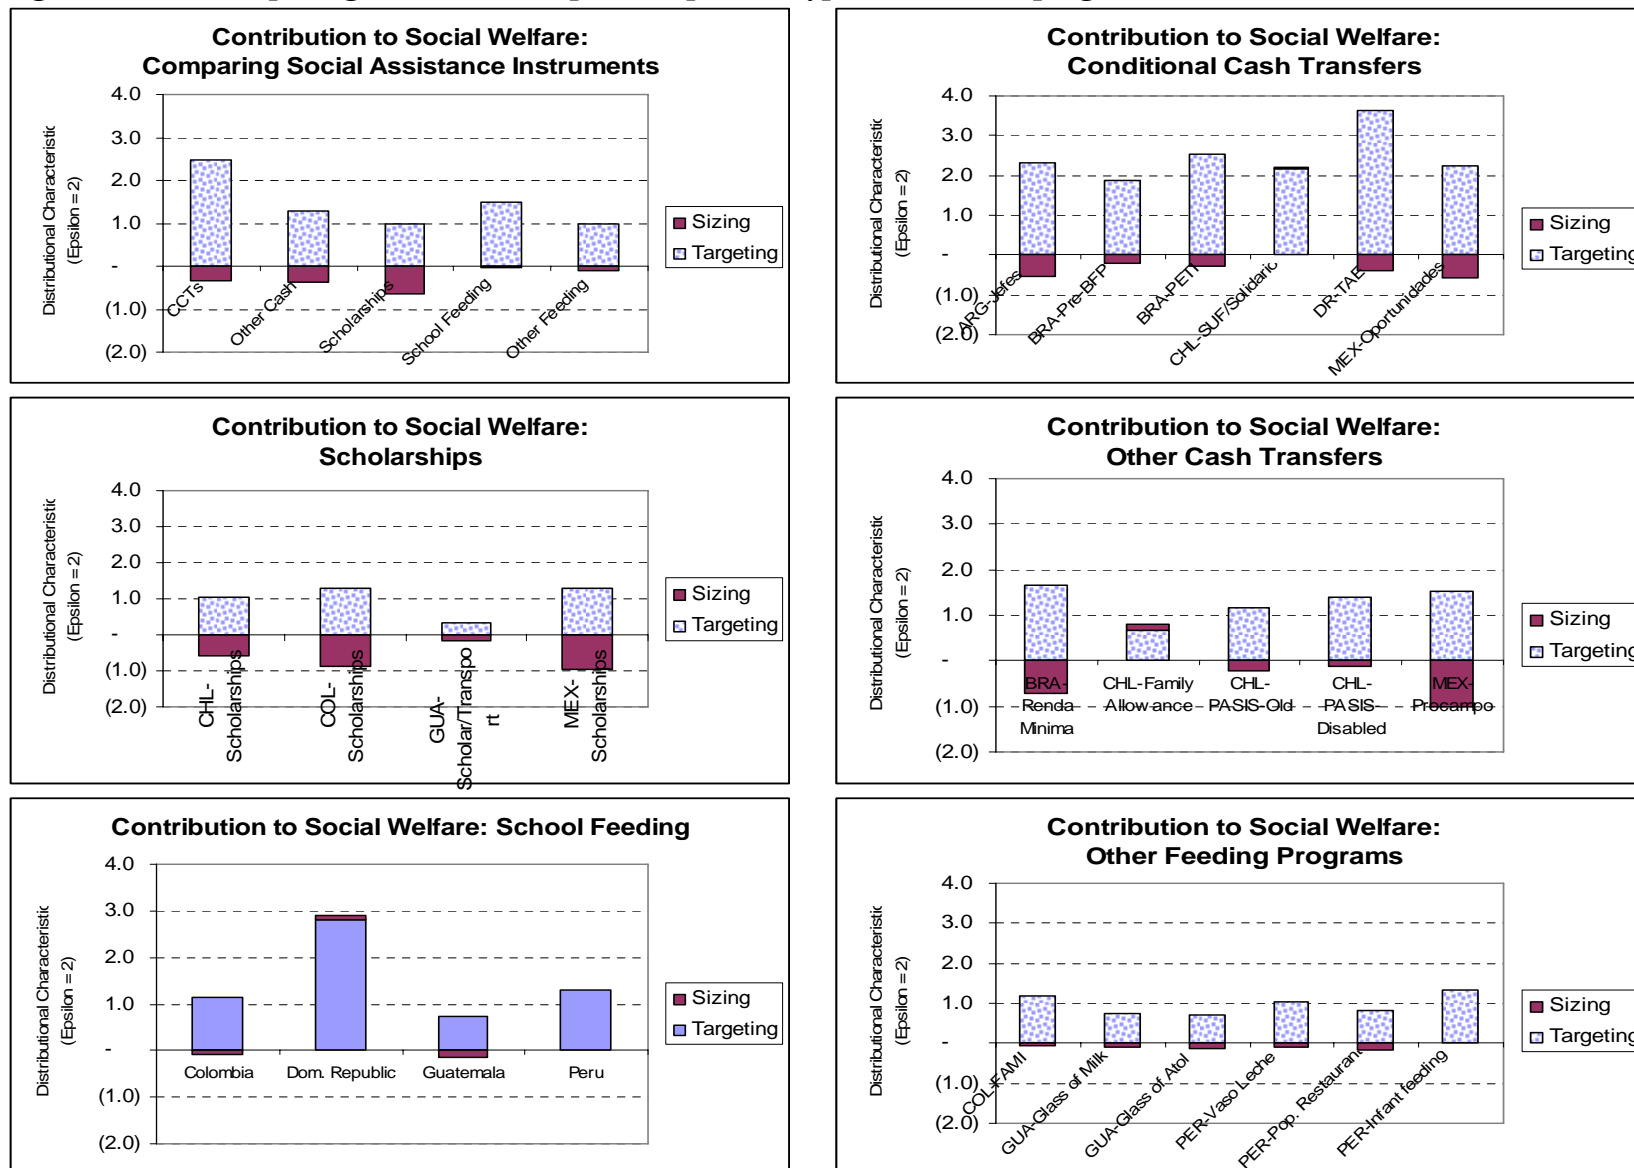 Contribution to Social Welfare:
Comparing Social Assistance Instruments
Distributional Characteristic
(Epsilon = 2)
4.0
3.0
2.0
1.0
-
(1.0)
(2.0)
CCTs
Other Cash
Scholarships
School Feeding
Other Feeding
Sizing
Targeting
Contribution to Social Welfare:
Conditional Cash Transfers
Distributional Characteristic
(Epsilon = 2)
4.0
3.0
2.0
1.0
-
(1.0)
(2.0)
ARG-Jefes
BRA-Pre-BFP
BRA-PETI
CHL-SUF/Solidario
DR-TAE
MEX-Oportunidades
Sizing
Targeting
Contribution to Social Welfare:
Scholarships
Distributional Characteristic
(Epsilon = 2)
4.0
3.0
2.0
1.0
-
(1.0)
(2.0)
CHL-
Scholarships
COL-
Scholarships
GUA-
Scholar/Transpo
rt
MEX-
Scholarships
Sizing
Targeting
Contribution to Social Welfare:
Other Cash Transfers
Distributional Characteristic
(Epsilon = 2)
4.0
3.0
2.0
1.0
-
(1.0)
(2.0)
BRA-
Renda
Minima
CHL-Family
Allowance
CHL-
PASIS-Old
CHL-
PASIS-
Disabled
MEX-
Procampo
Sizing
Targeting
Contribution to Social Welfare: School Feeding
Distributional Characteristic
(Epsilon = 2)
4.0
3.0
2.0
1.0
-
(1.0)
(2.0)
Colombia
Dom. Republic
Guatemala
Peru
Sizing
Targeting
Contribution to Social Welfare:
Other Feeding Programs
Distributional Characteristic
(Epsilon = 2)
4.0
3.0
2.0
1.0
-
(1.0)
(2.0)
COL-FAMI
GUA-Glass of Milk
GUA-Glass of Atol
PER-Vaso Leche
PER-Pop. Restaurant
PER-Infant feeding
Sizing
Targeting